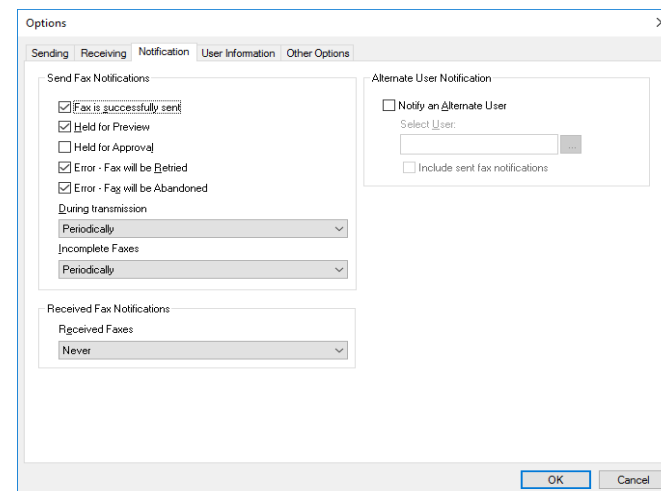 Options
Sending Receiving Notification User Information Other Options
Send Fax Notifications
Fax is successfully sent
Held for Preview
Held for Approval
Error - Fax will be Retried
Error - Fax will be Abandoned
During transmission
Periodically
Incomplete Faxes
Periodically
Received Fax Notifications
Received Faxes
Never
Alternate User Notification
Notify an Alternate User
Select User:
...
Include sent fax notifications
OK Cancel